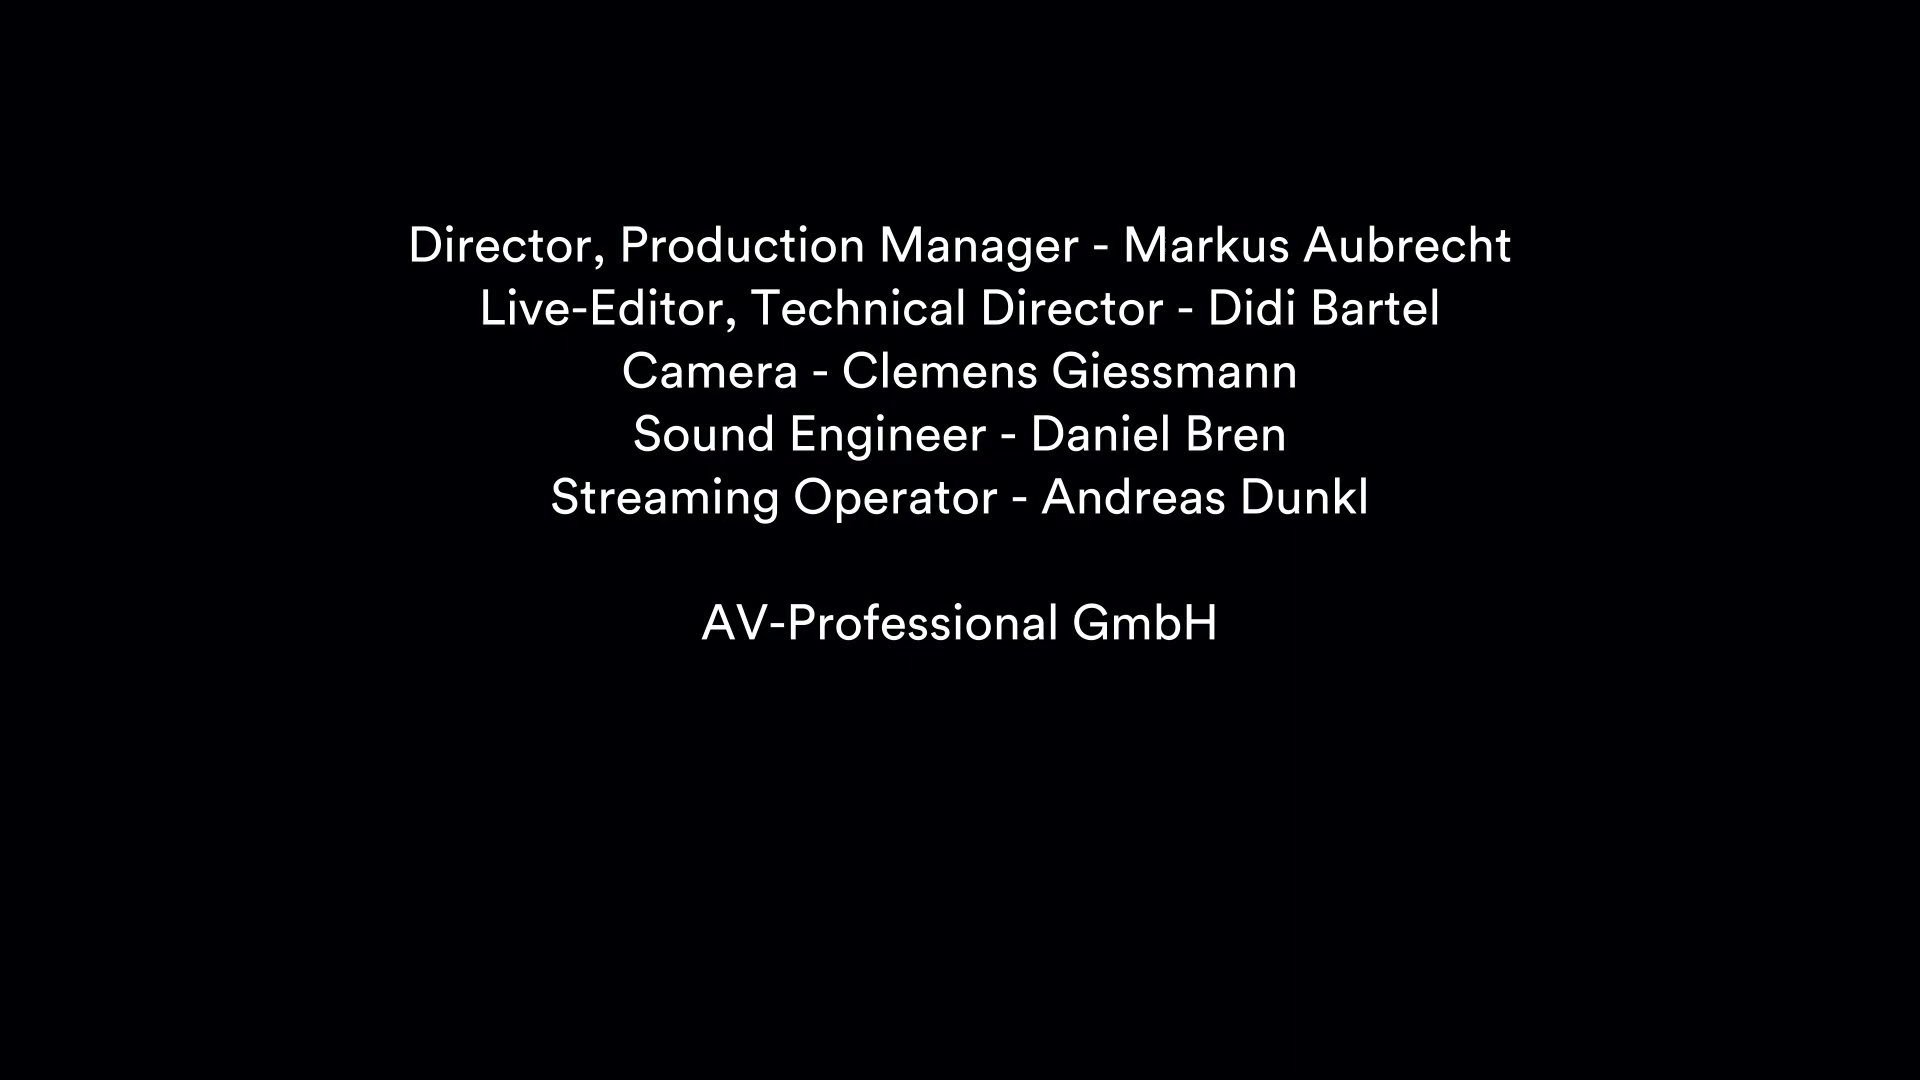 Director, Production Manager - Markus Aubrecht
Live-Editor, Technical Director - Didi Bartel
Camera - Clemens Giessmann
Sound Engineer - Daniel Bren
Streaming Operator - Andreas Dunkl
AV-Professional GmbH